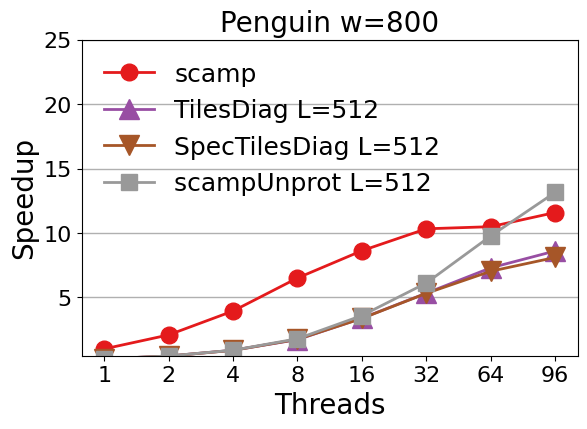 Penguin w=800
25
20
15
10
5
Speedup
scamp
TilesDiag L=512
SpecTilesDiag L=512
scampUnprot L=512
1 2 4 8 16 32 64 96
Threads